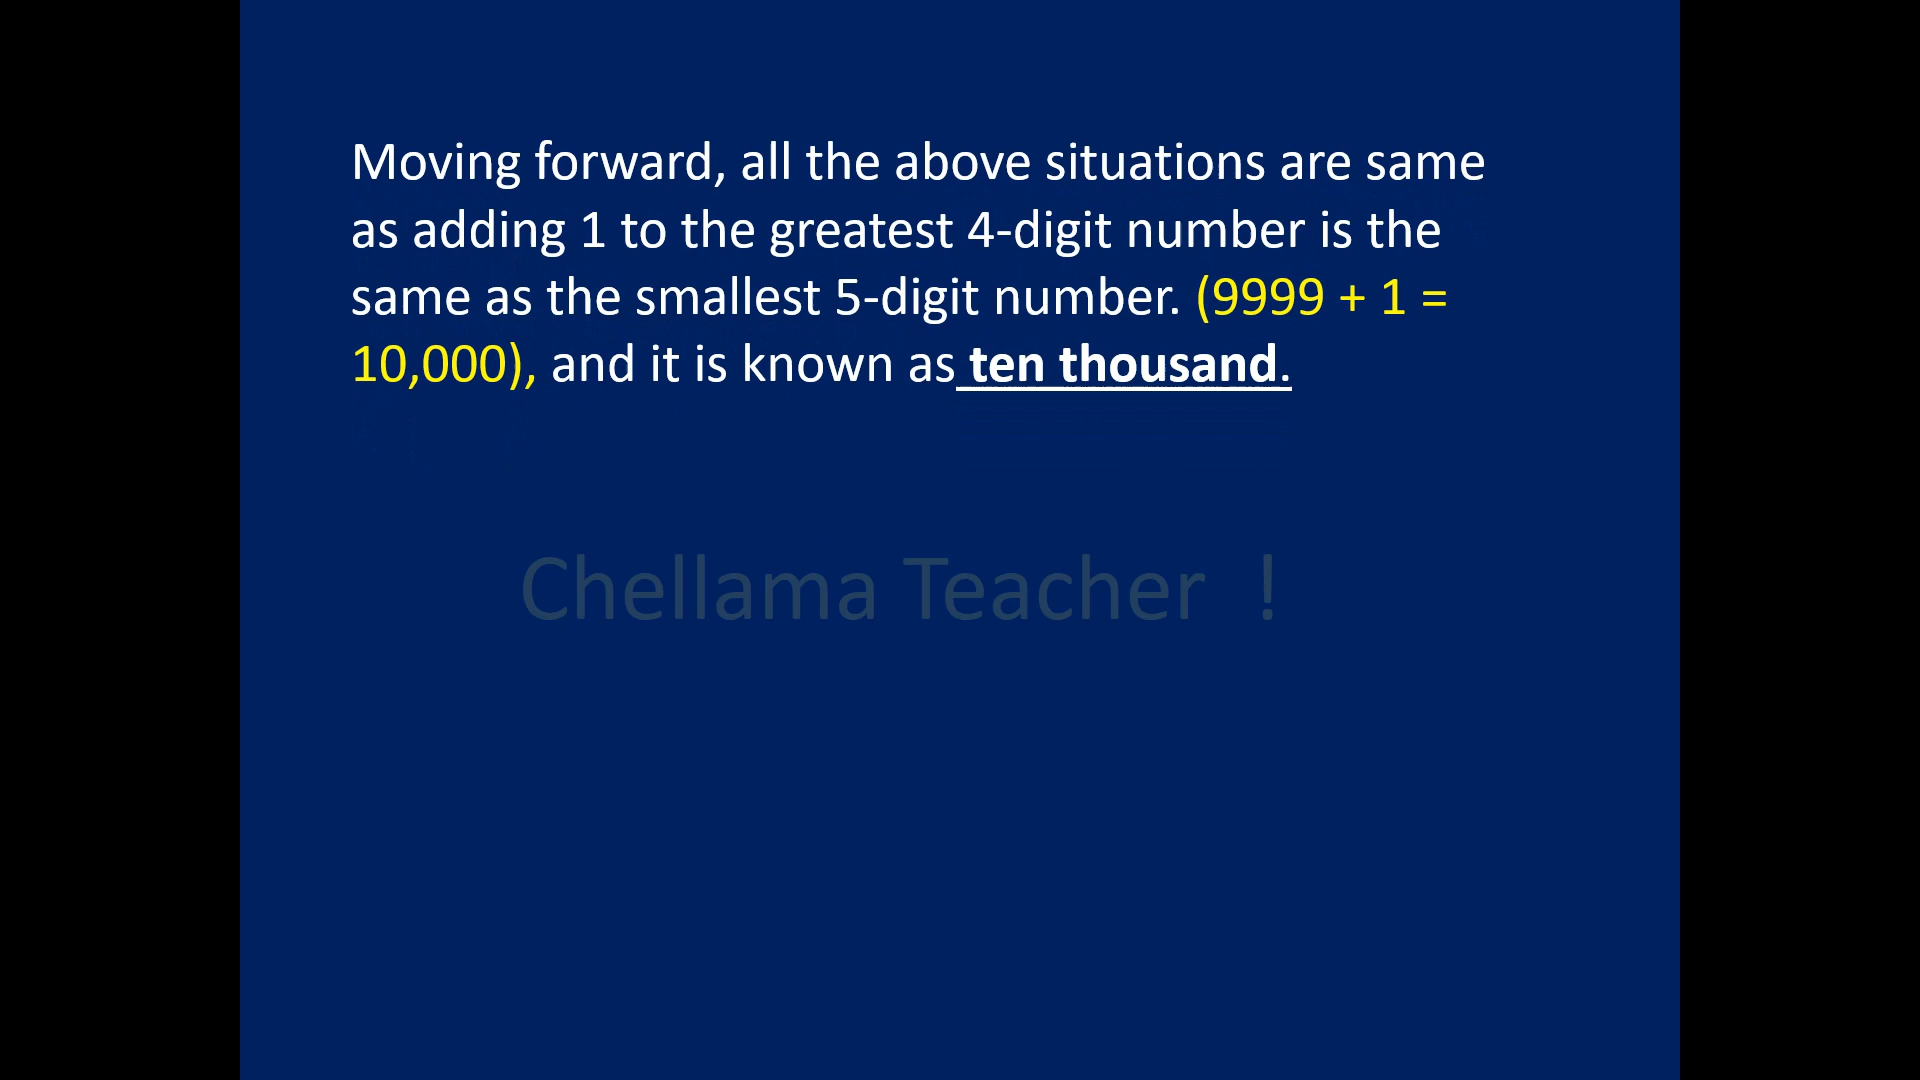 Moving forward, all the above situations are same
as adding 1 to the greatest 4-digit number is the
same as the smallest 5-digit number. (9999 + 1 =
10,000), and it is known as ten thousand.
Chellama Teacher !